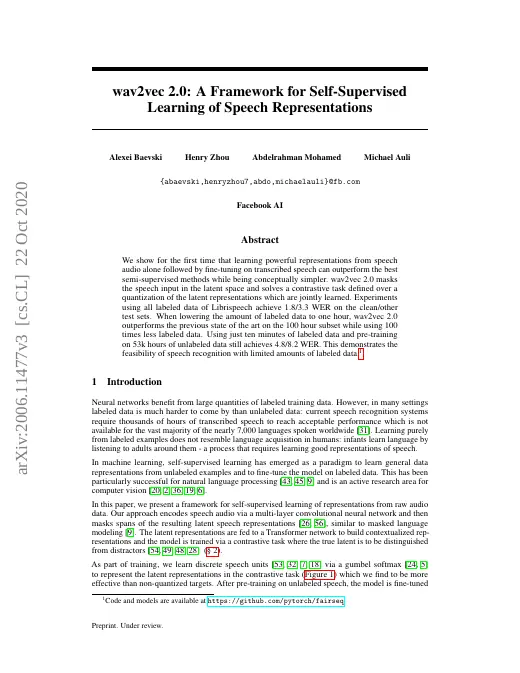 arXiv:2006.11477v3 [cs.CL] 22 Oct 2020
wav2vec 2.0: A Framework for Self-Supervised
Learning of Speech Representations
Alexei Baevski Henry Zhou Abdelrahman Mohamed Michael Auli
{abaevski,henryzhou7,abdo,michaelauli}@fb.com
Facebook AI
Abstract
We show for the first time that learning powerful representations from speech
audio alone followed by fine-tuning on transcribed speech can outperform the best
semi-supervised methods while being conceptually simpler. wav2vec 2.0 masks
the speech input in the latent space and solves a contrastive task defined over a
quantization of the latent representations which are jointly learned. Experiments
using all labeled data of Librispeech achieve 1.8/3.3 WER on the clean/other
test sets. When lowering the amount of labeled data to one hour, wav2vec 2.0
outperforms the previous state of the art on the 100 hour subset while using 100
times less labeled data. Using just ten minutes of labeled data and pre-training
on 53k hours of unlabeled data still achieves 4.8/8.2 WER. This demonstrates the
feasibility of speech recognition with limited amounts of labeled data.1
1 Introduction
Neural networks benefit from large quantities of labeled training data. However, in many settings
labeled data is much harder to come by than unlabeled data: current speech recognition systems
require thousands of hours of transcribed speech to reach acceptable performance which is not
available for the vast majority of the nearly 7,000 languages spoken worldwide [31]. Learning purely
from labeled examples does not resemble language acquisition in humans: infants learn language by
listening to adults around them - a process that requires learning good representations of speech.
In machine learning, self-supervised learning has emerged as a paradigm to learn general data
representations from unlabeled examples and to fine-tune the model on labeled data. This has been
particularly successful for natural language processing [43, 45, 9] and is an active research area for
computer vision [20, 2, 36, 19, 6].
In this paper, we present a framework for self-supervised learning of representations from raw audio
data. Our approach encodes speech audio via a multi-layer convolutional neural network and then
masks spans of the resulting latent speech representations [26, 56], similar to masked language
modeling [9]. The latent representations are fed to a Transformer network to build contextualized rep-
resentations and the model is trained via a contrastive task where the true latent is to be distinguished
from distractors [54, 49, 48, 28] (§ 2).
As part of training, we learn discrete speech units [53, 32, 7, 18] via a gumbel softmax [24, 5]
to represent the latent representations in the contrastive task (Figure 1) which we find to be more
effective than non-quantized targets. After pre-training on unlabeled speech, the model is fine-tuned
1Code and models are available at https://github.com/pytorch/fairseq
Preprint. Under review.